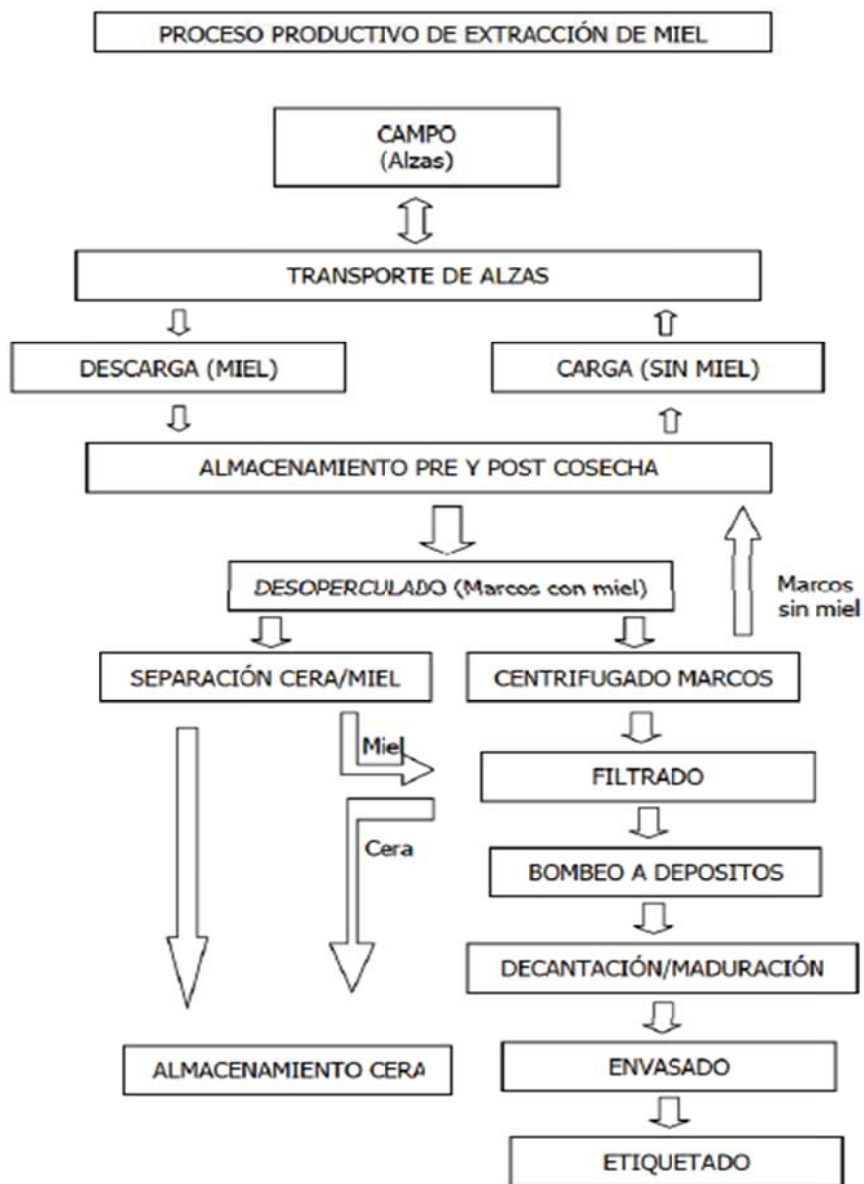 PROCESO PRODUCTIVO DE EXTRACCIÓN DE MIEL
CAMPO
(Alzas)
TRANSPORTE DE ALZAS
DESCARGA (MIEL)
CARGA (SIN MIEL)
ALMACENAMIENTO PRE Y POST COSECHA
DESOPERCULADO (Marcos con miel)
Marcos
sin miel
SEPARACIÓN CERA/MIEL
CENTRIFUGADO MARCOS
Miel
FILTRADO
Cera
BOMBEO A DEPOSITOS
DECANTACIÓN/MADURACIÓN
ALMACENAMIENTO CERA
ENVASADO
ETIQUETADO